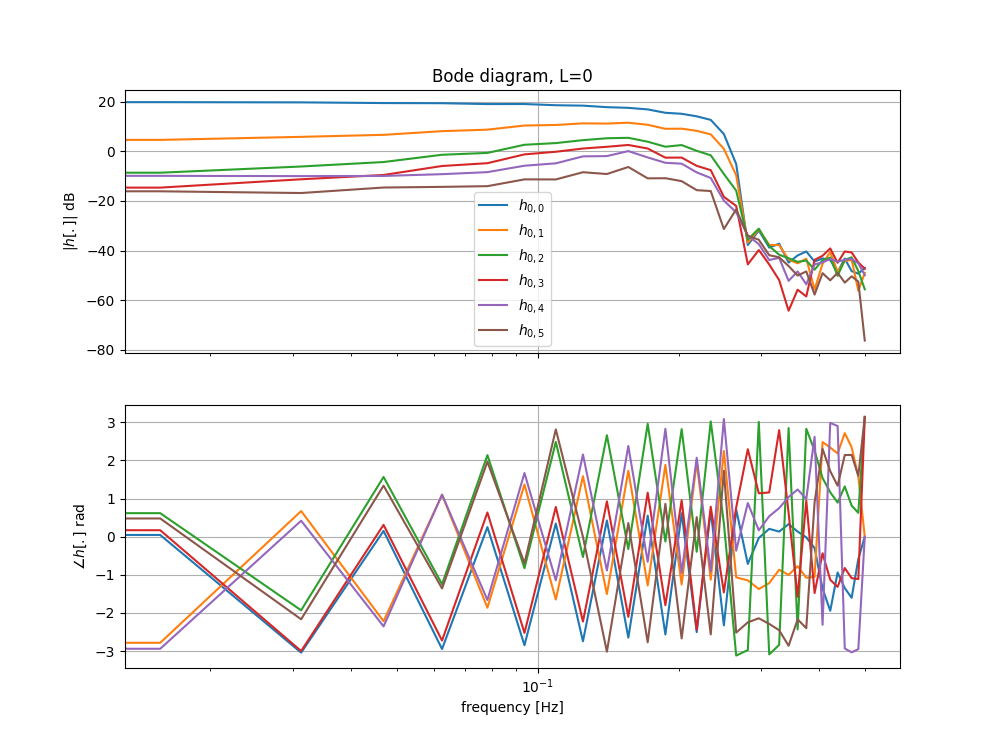 Bode diagram, L=0
|h[.]| dB
20
0
−20
−40
−60
−80
h0,0
h0,1
h0,2
h0,3
h0,4
h0,5
∠h[.] rad
3
2
1
0
−1
−2
−3
10−1
frequency [Hz]